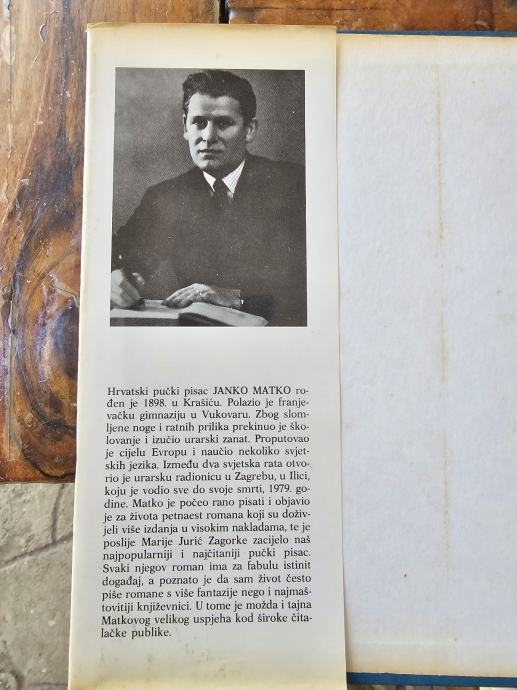 Hrvatski pučki pisac JANKO MATKO ro-
đen je 1898. u Krašiću. Polazio je franje-
vačku gimnaziju u Vukovaru. Zbog slom-
ljene noge i ratnih prilika prekinuo je ško-
lovanje i izučio urarski zanat. Proputovao
je cijelu Evropu i naučio nekoliko svjet-
skih jezika. Između dva svjetska rata otvo-
rio je urarsku radionicu u Zagrebu, u Ilici,
koju je vodio sve do svoje smrti, 1979. go-
dine. Matko je počeo rano pisati i objavio
je za života petnaest romana koji su doživ-
jeli više izdanja u visokim nakladama, te je
poslije Marije Jurić Zagorke zacijelo naš
najpopularniji i najčitaniji pučki pisac.
Svaki njegov roman ima za fabulu istinit
događaj, a poznato je da sam život često
piše romane s više fantazije nego i najmaš-
tovitiji književnici. U tome je možda i tajna
Matkovog velikog uspjeha kod široke čita-
lačke publike.